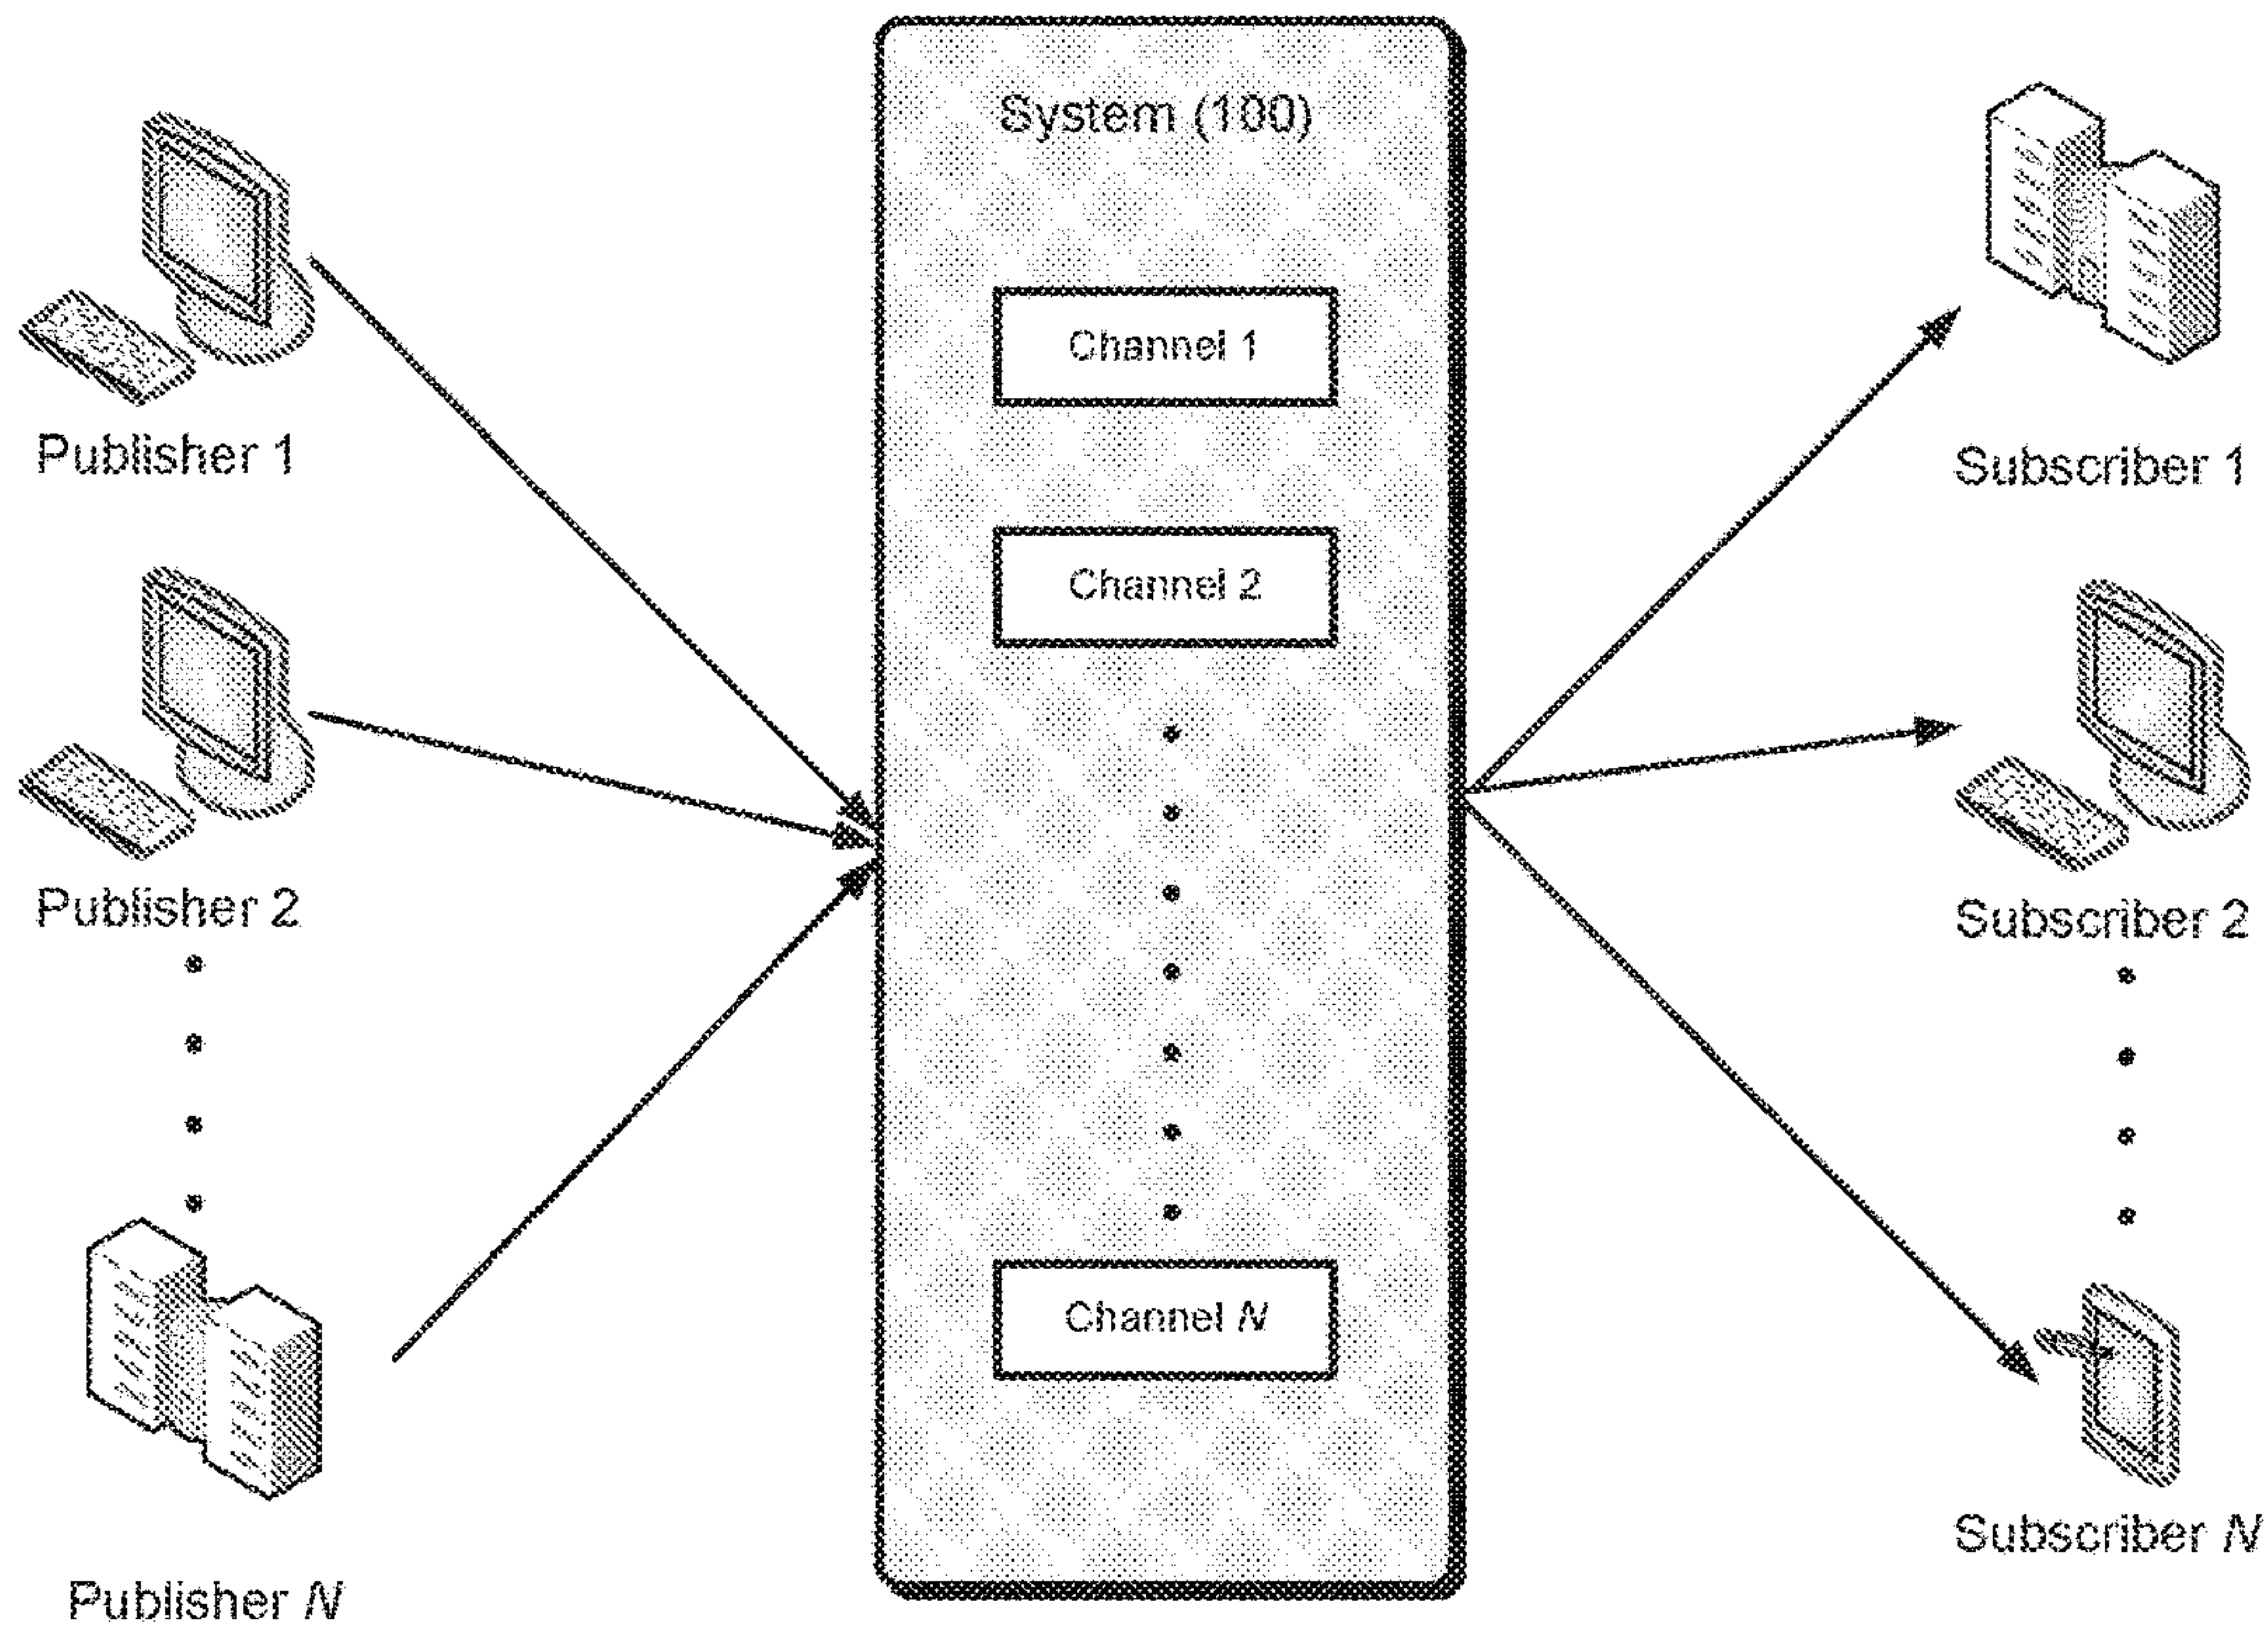 System (100)
Publisher 1
Publisher 2
Publisher N
Channel 1
Channel 2
Channel N
Subscriber 1
Subscriber 2
Subscriber N